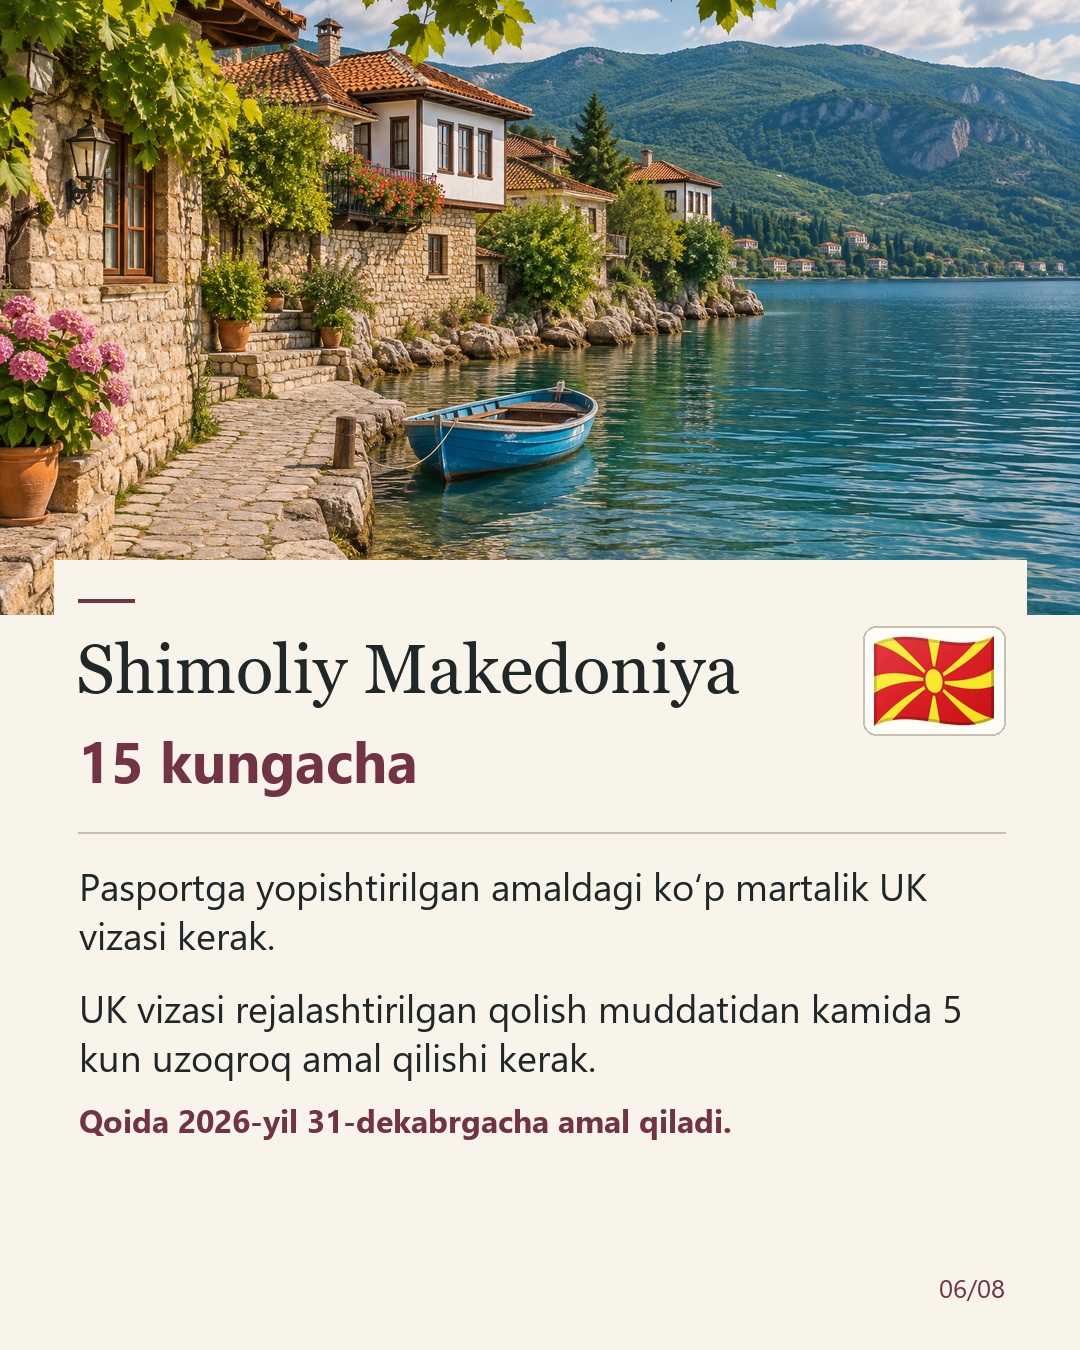 Shimoliy Makedoniya
15 kungacha
Pasportga yopishtirilgan amaldagi ko‘p martalik UK
vizasi kerak.
UK vizasi rejalashtirilgan qolish muddatidan kamida 5
kun uzoqroq amal qilishi kerak.
Qoida 2026-yil 31-dekabrgacha amal qiladi.
06/08